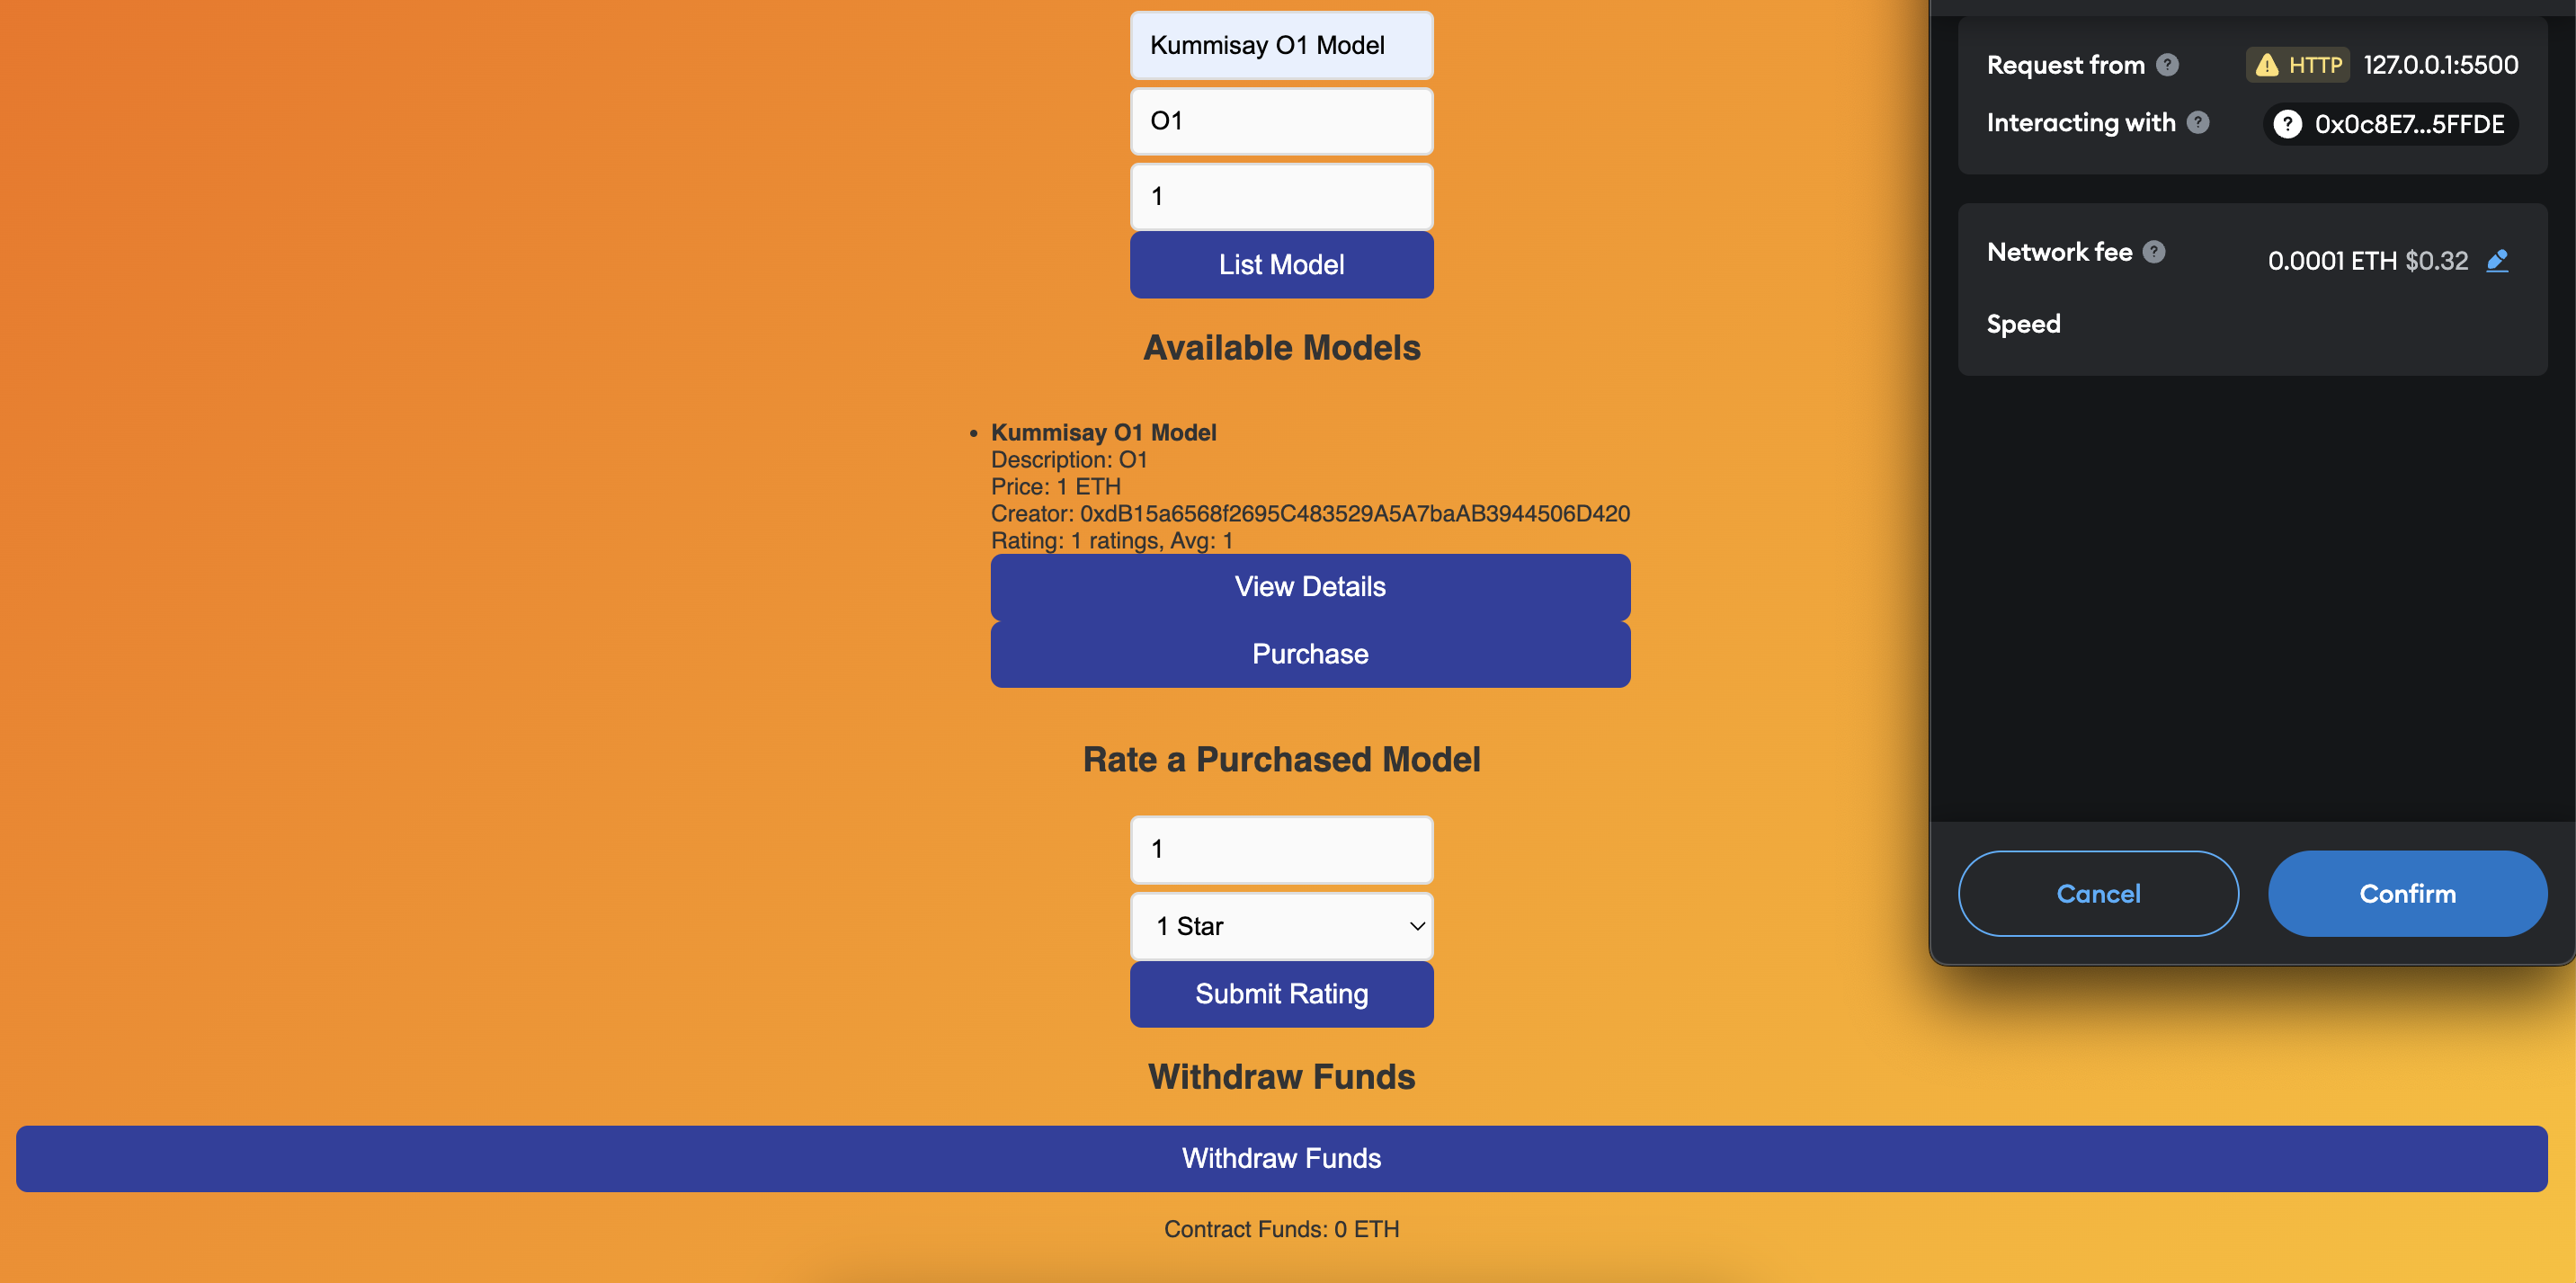 Kummisay O1 Model
O1
1
List Model
Available Models
• Kummisay O1 Model
Description: O1
Price: 1 ETH
Creator: 0xdB15a6568f2695C483529A5A7baAB3944506D420
Rating: 1 ratings, Avg: 1
View Details
Purchase
Rate a Purchased Model
1
1 Star
Submit Rating
Withdraw Funds
Withdraw Funds
Contract Funds: 0 ETH
Request from ? HTTP 127.0.0.1:5500
Interacting with ? ? 0x0c8E7...5FFDE
Network fee ? 0.0001 ETH $0.32
Speed
Cancel
Confirm